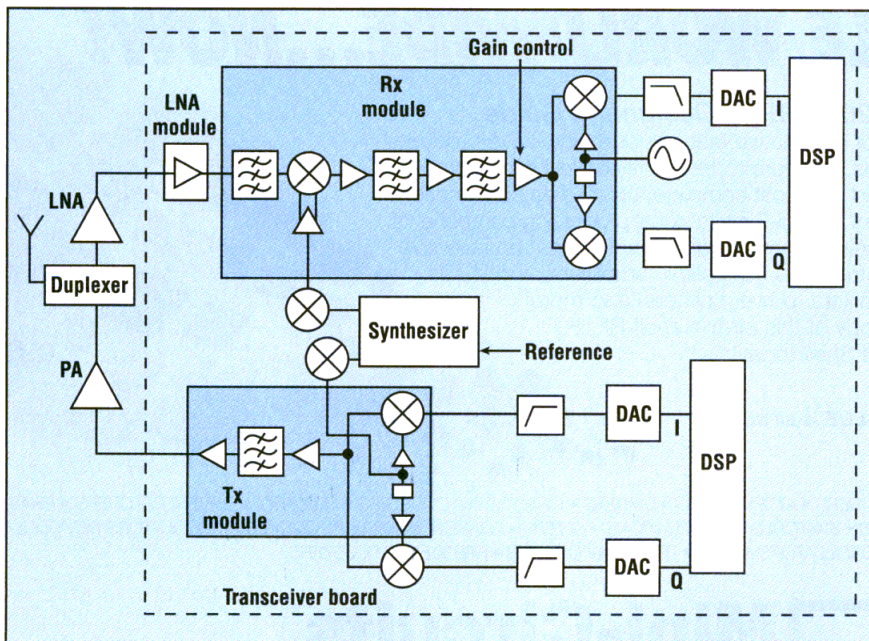 Gain control
Rx
module
LNA
module
DAC
I
DSP
LNA
Duplexer
DAC
Q
Synthesizer
Reference
PA
DAC
I
DSP
Tx
module
DAC
Q
Transceiver board